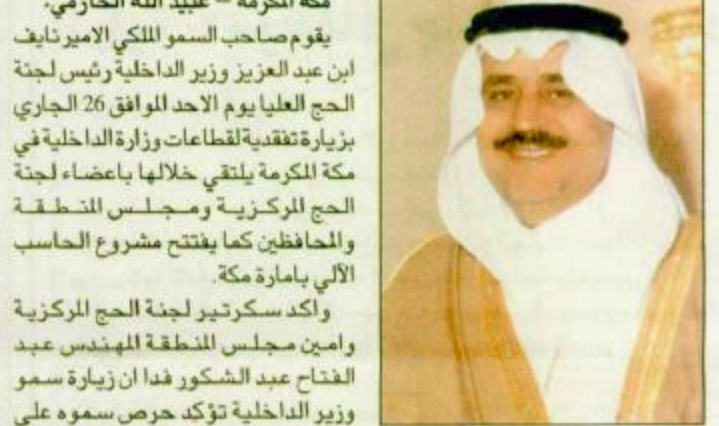 مكة المكرمة – عبيد الله الحازمي:
يقوم صاحب السمو الملكي الامير نايف
ابن عبد العزيز وزير الداخلية رئيس لجنة
الحج العليا يوم الاحد الموافق 26 الجاري
بزيارة تفقدية لقطاعات وزارة الداخلية في
مكة المكرمة يلتقي خلالها باعضاء لجنة
الحج المركزية ومجلس المنطقة
والمحافظين كما يفتتح مشروع الحاسب
الآلي بامارة مكة.
واكد سكرتير لجنة الحج المركزية
وامين مجلس المنطقة المهندس عبد
الفتاح عبد الشكور فدا ان زيارة سمو
وزير الداخلية تؤكد حرص سموه على